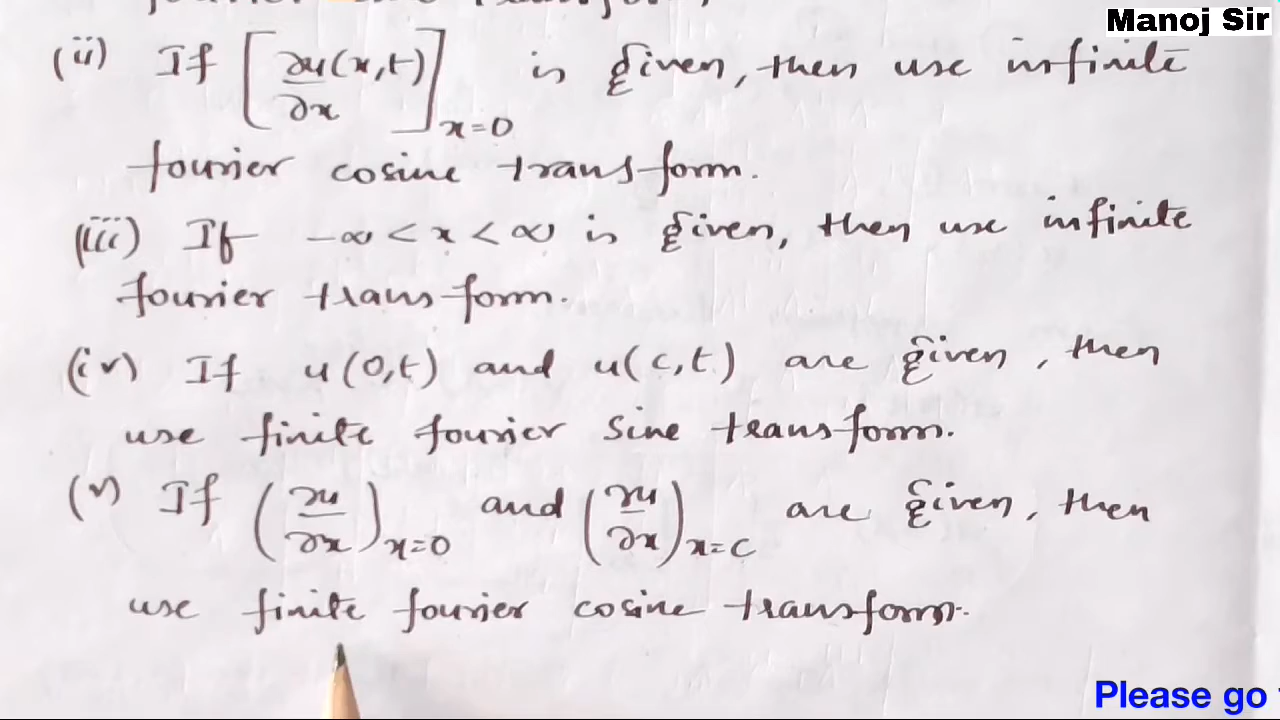 Manoj Sir
(ii) If [∂u(x,t)/∂x]x=0 is given, then use infinite
fourier cosine transform.
(iii) If -∞ < x < ∞ is given, then use infinite
fourier transform.
(iv) If u(0,t) and u(c,t) are given, then
use finite fourier sine transform.
(v) If (∂u/∂x)x=0 and (∂u/∂x)x=c are given, then
use finite fourier cosine transform.
Please go